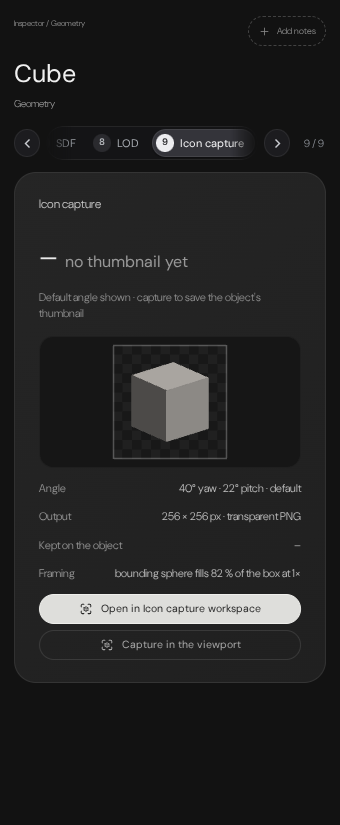 Inspector / Geometry
Add notes
Cube
Geometry
SDF
8 LOD
9 Icon capture
9 / 9
Icon capture
— no thumbnail yet
Default angle shown · capture to save the object's
thumbnail
Angle 40° yaw · 22° pitch · default
Output 256 × 256 px · transparent PNG
Kept on the object –
Framing bounding sphere fills 82 % of the box at 1×
Open in Icon capture workspace
Capture in the viewport